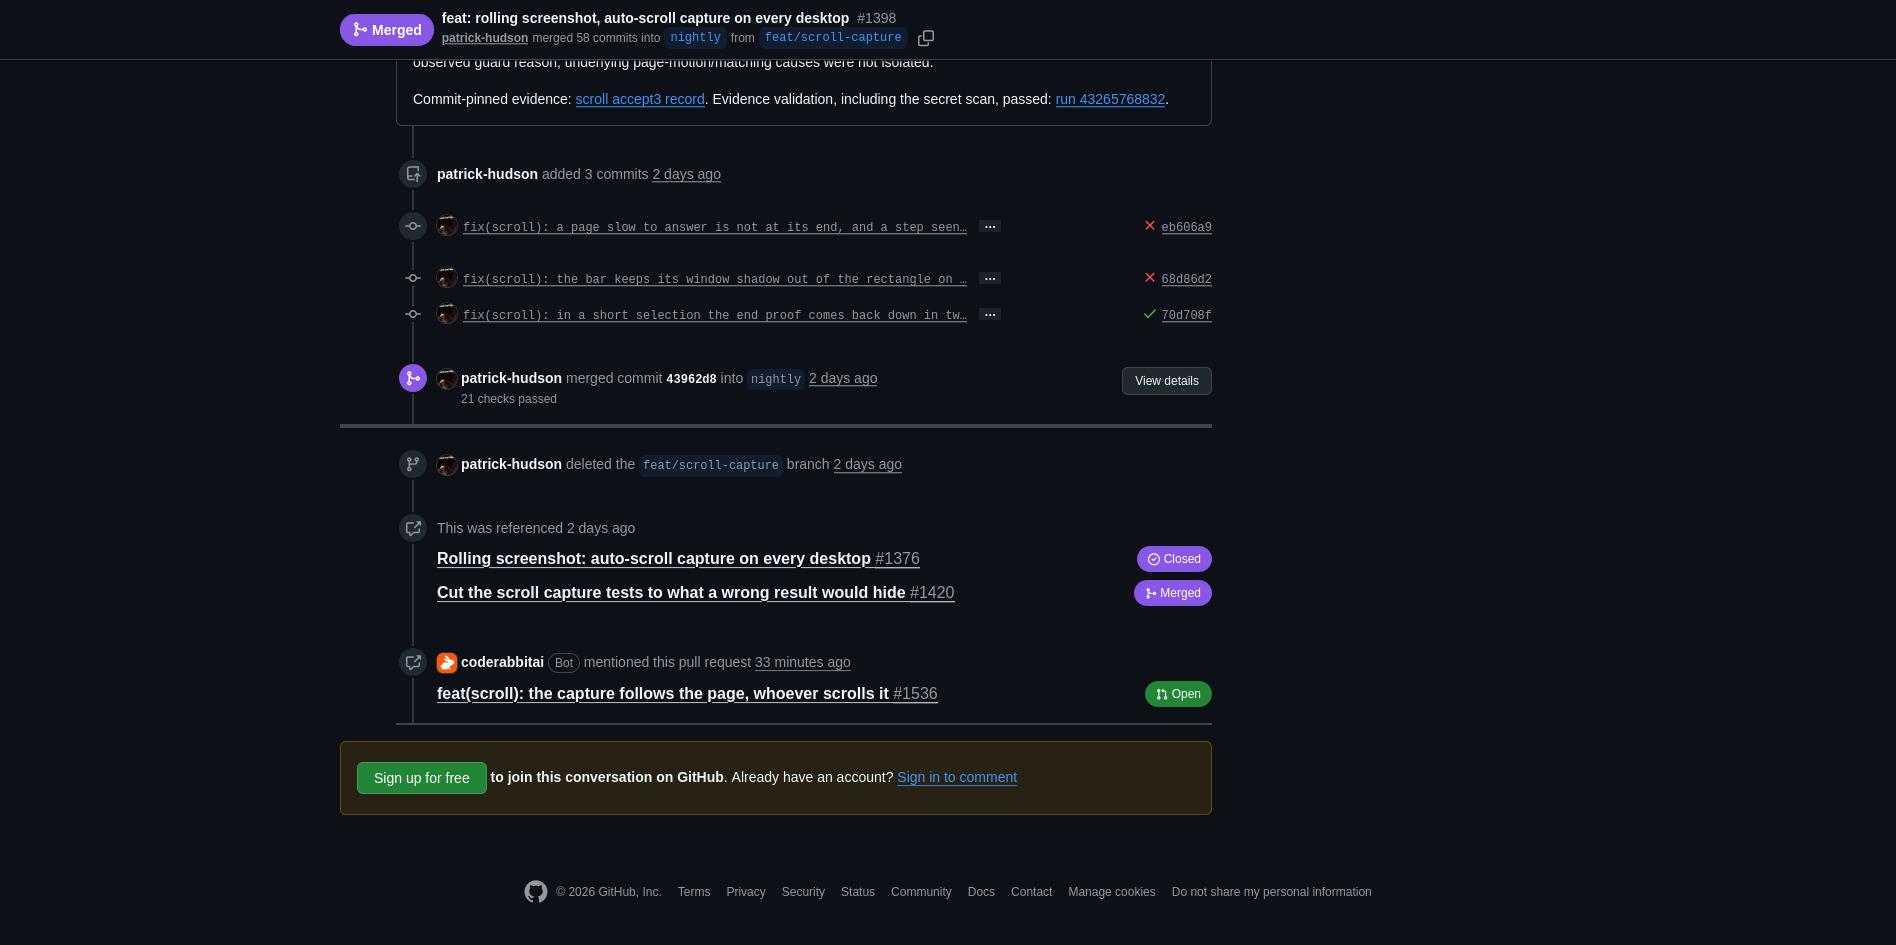 Merged
feat: rolling screenshot, auto-scroll capture on every desktop #1398
patrick-hudson merged 58 commits into nightly from feat/scroll-capture
observed guard reason; underlying page-motion/matching causes were not isolated.
Commit-pinned evidence: scroll accept3 record. Evidence validation, including the secret scan, passed: run 43265768832.
patrick-hudson added 3 commits 2 days ago
fix(scroll): a page slow to answer is not at its end, and a step seen… … eb606a9
fix(scroll): the bar keeps its window shadow out of the rectangle on … … 68d86d2
fix(scroll): in a short selection the end proof comes back down in tw… … 70d708f
patrick-hudson merged commit 43962d8 into nightly 2 days ago
View details
21 checks passed
patrick-hudson deleted the feat/scroll-capture branch 2 days ago
This was referenced 2 days ago
Rolling screenshot: auto-scroll capture on every desktop #1376
Closed
Cut the scroll capture tests to what a wrong result would hide #1420
Merged
coderabbitai Bot mentioned this pull request 33 minutes ago
feat(scroll): the capture follows the page, whoever scrolls it #1536
Open
Sign up for free to join this conversation on GitHub. Already have an account? Sign in to comment
© 2026 GitHub, Inc. Terms Privacy Security Status Community Docs Contact Manage cookies Do not share my personal information